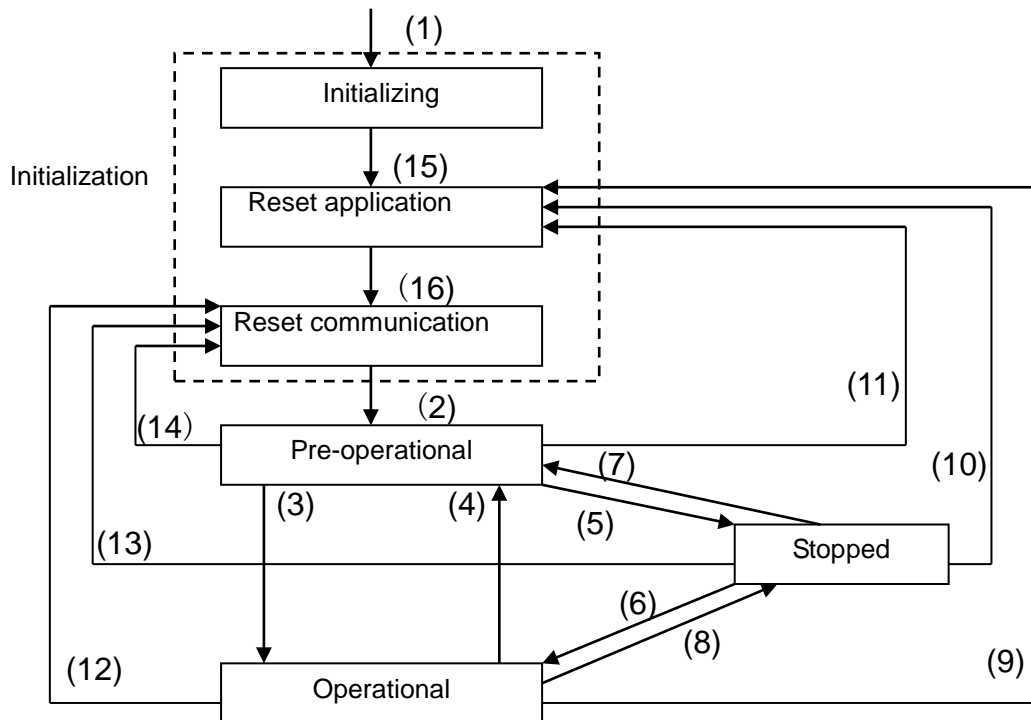 (1)
Initializing
(15)
Initialization
Reset application
（16)
Reset communication
(11)
（2)
(14）
Pre-operational
(7)
(10)
(3)
(4)
(5)
(13)
Stopped
(6)
(8)
(12)
(9)
Operational